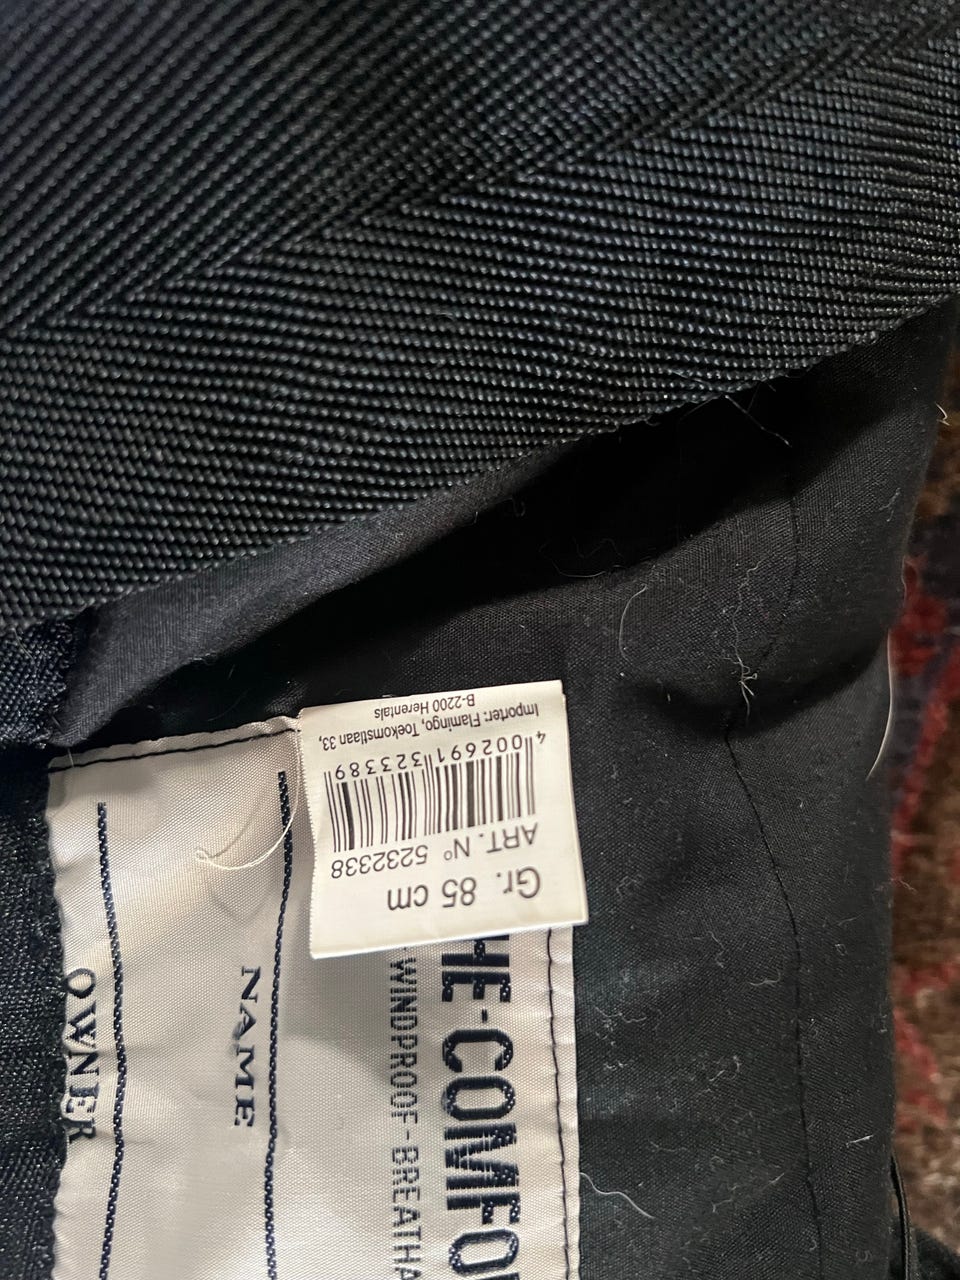 Gr. 85 cm
ART. N° 5232338
4 002691 323389
Importer: Flamingo, Toekomstlaan 33,
B-2200 Herentals
HE-COMFO
WINDPROOF-BREATHA
NAME
OWNER